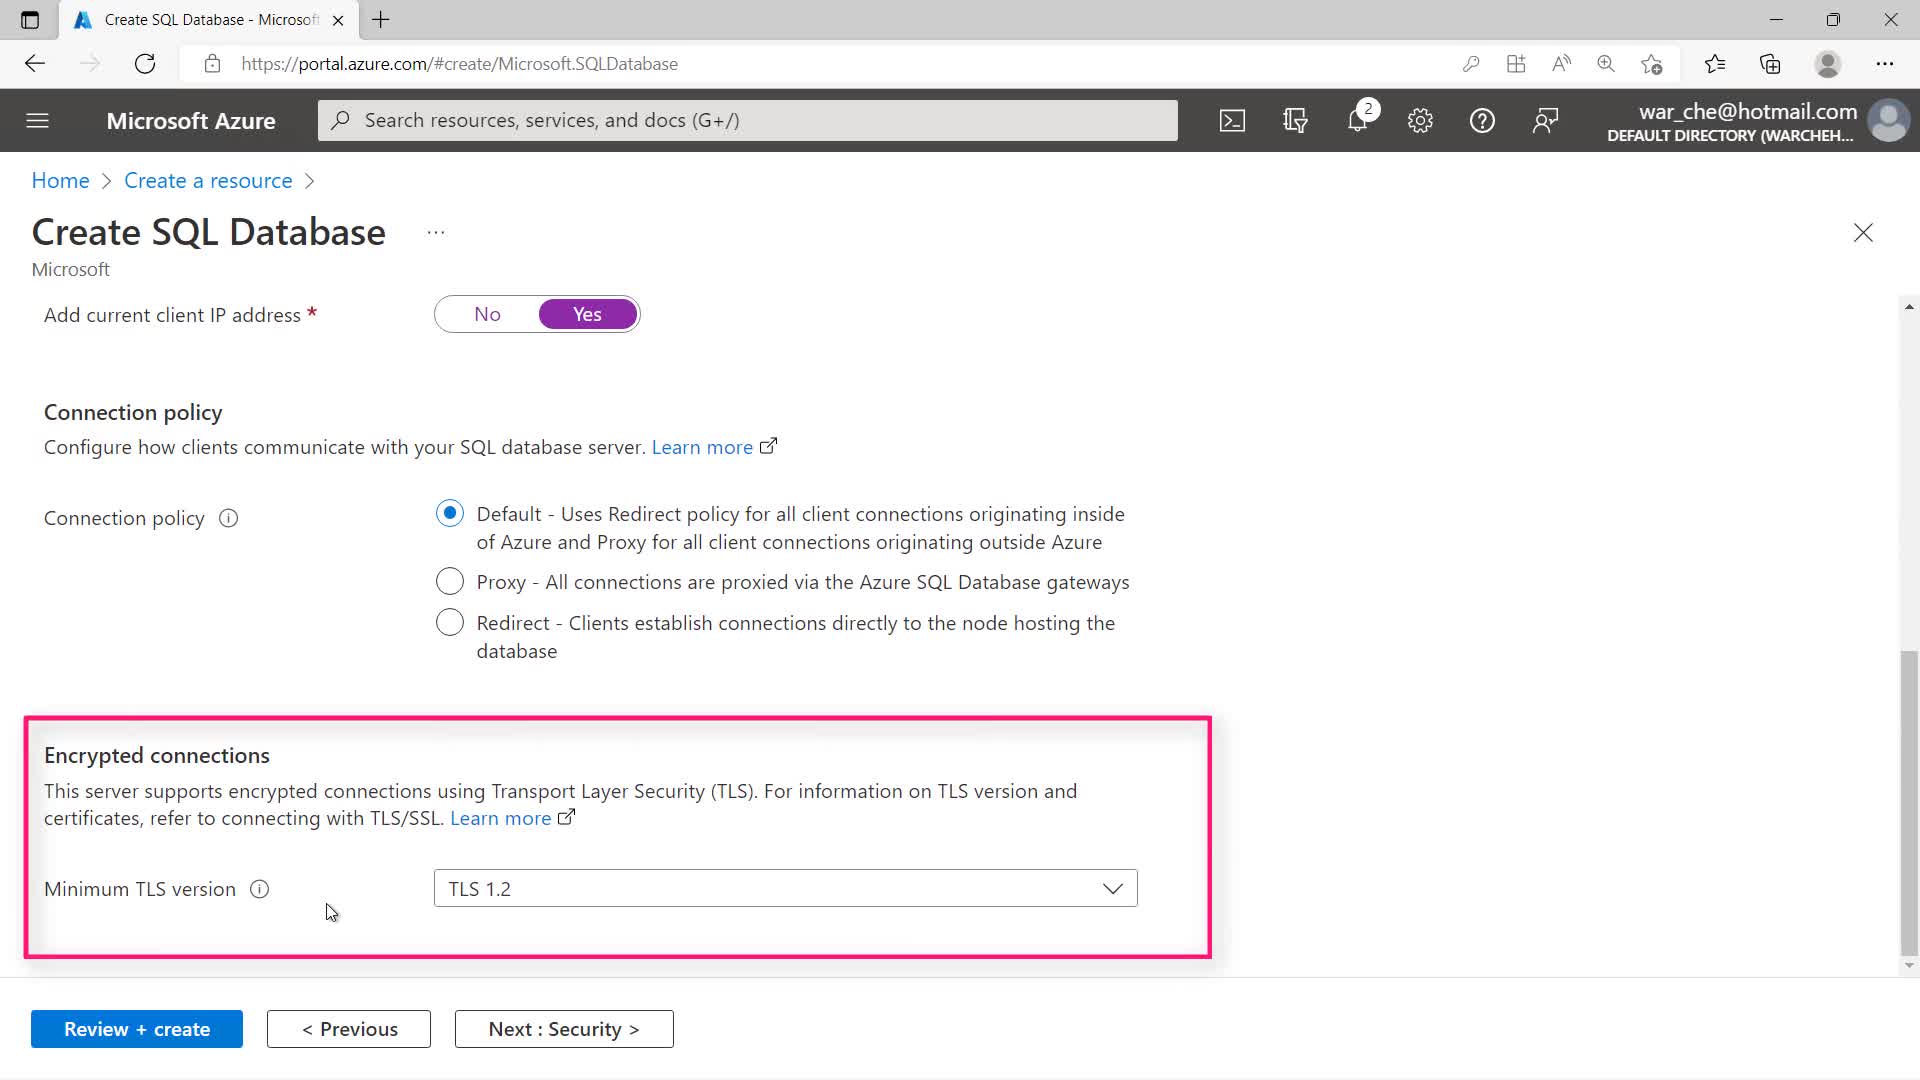 Create SQL Database - Microsof
https://portal.azure.com/#create/Microsoft.SQLDatabase
Microsoft Azure
Search resources, services, and docs (G+/)
2
war_che@hotmail.com
DEFAULT DIRECTORY (WARCHEH...
Home > Create a resource >
Create SQL Database ...
Microsoft
Add current client IP address * No Yes
Connection policy
Configure how clients communicate with your SQL database server. Learn more
Connection policy
Default - Uses Redirect policy for all client connections originating inside
of Azure and Proxy for all client connections originating outside Azure
Proxy - All connections are proxied via the Azure SQL Database gateways
Redirect - Clients establish connections directly to the node hosting the
database
Encrypted connections
This server supports encrypted connections using Transport Layer Security (TLS). For information on TLS version and
certificates, refer to connecting with TLS/SSL. Learn more
Minimum TLS version TLS 1.2
Review + create < Previous Next : Security >